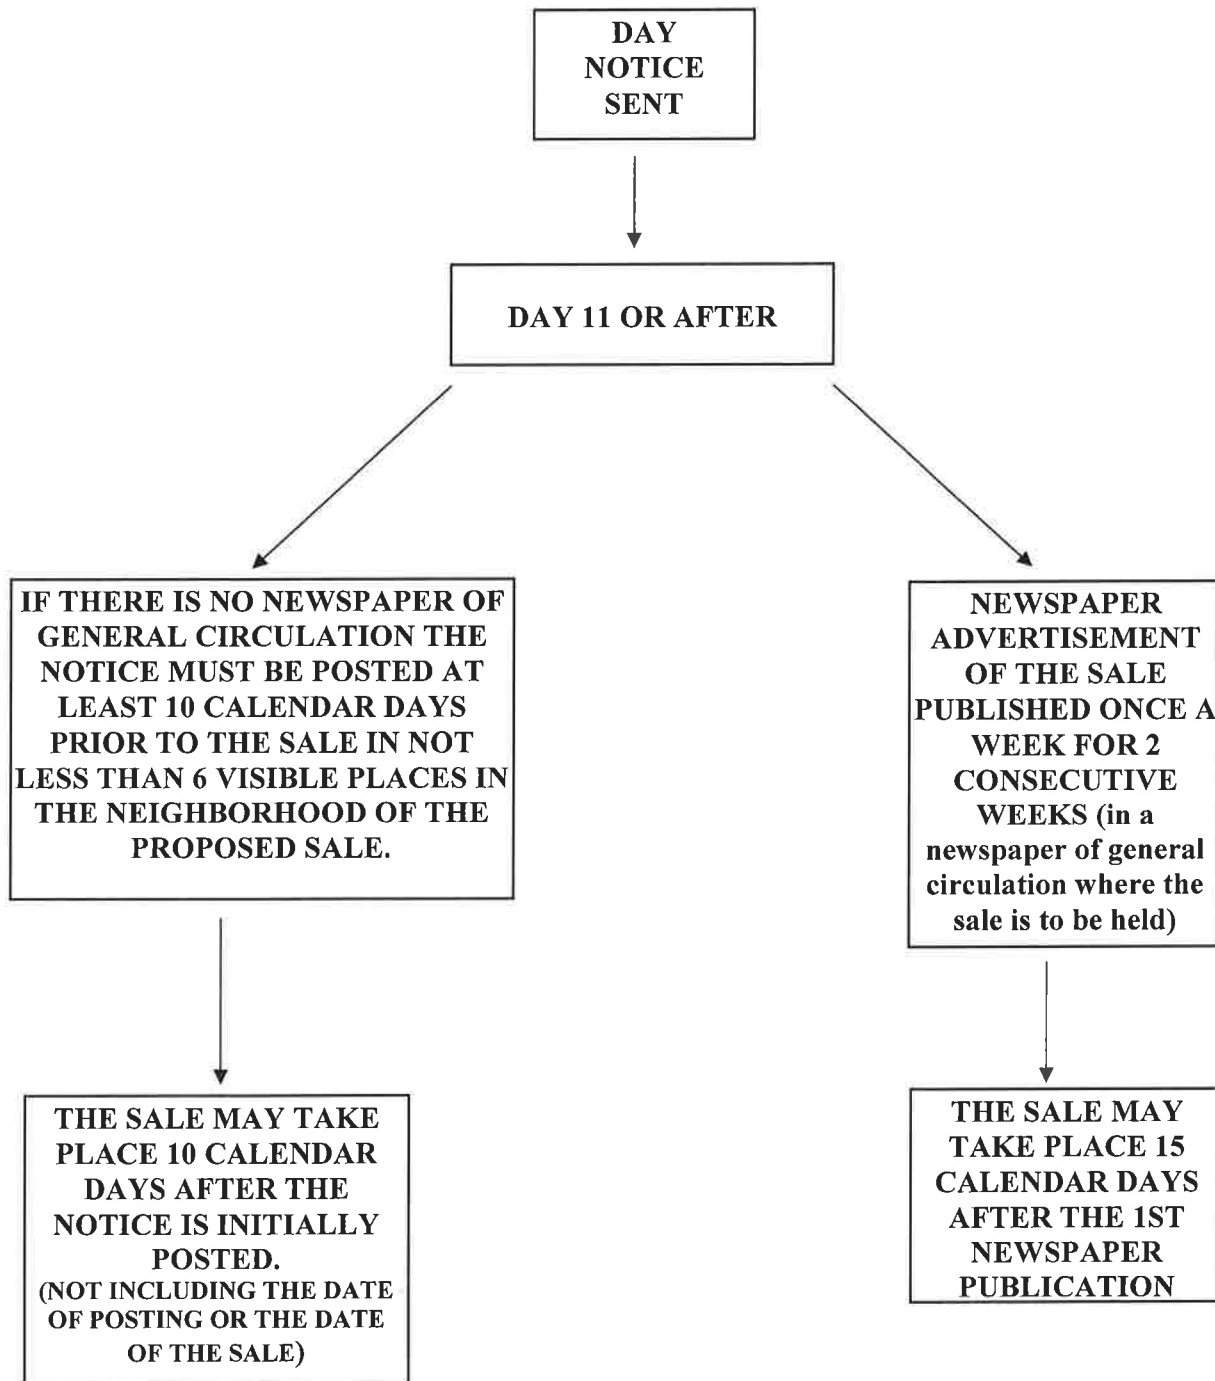 DAY
NOTICE
SENT
DAY 11 OR AFTER
IF THERE IS NO NEWSPAPER OF
GENERAL CIRCULATION THE
NOTICE MUST BE POSTED AT
LEAST 10 CALENDAR DAYS
PRIOR TO THE SALE IN NOT
LESS THAN 6 VISIBLE PLACES IN
THE NEIGHBORHOOD OF THE
PROPOSED SALE.
NEWSPAPER
ADVERTISEMENT
OF THE SALE
PUBLISHED ONCE A
WEEK FOR 2
CONSECUTIVE
WEEKS (in a
newspaper of general
circulation where the
sale is to be held)
THE SALE MAY TAKE
PLACE 10 CALENDAR
DAYS AFTER THE
NOTICE IS INITIALLY
POSTED.
(NOT INCLUDING THE DATE
OF POSTING OR THE DATE
OF THE SALE)
THE SALE MAY
TAKE PLACE 15
CALENDAR DAYS
AFTER THE 1ST
NEWSPAPER
PUBLICATION